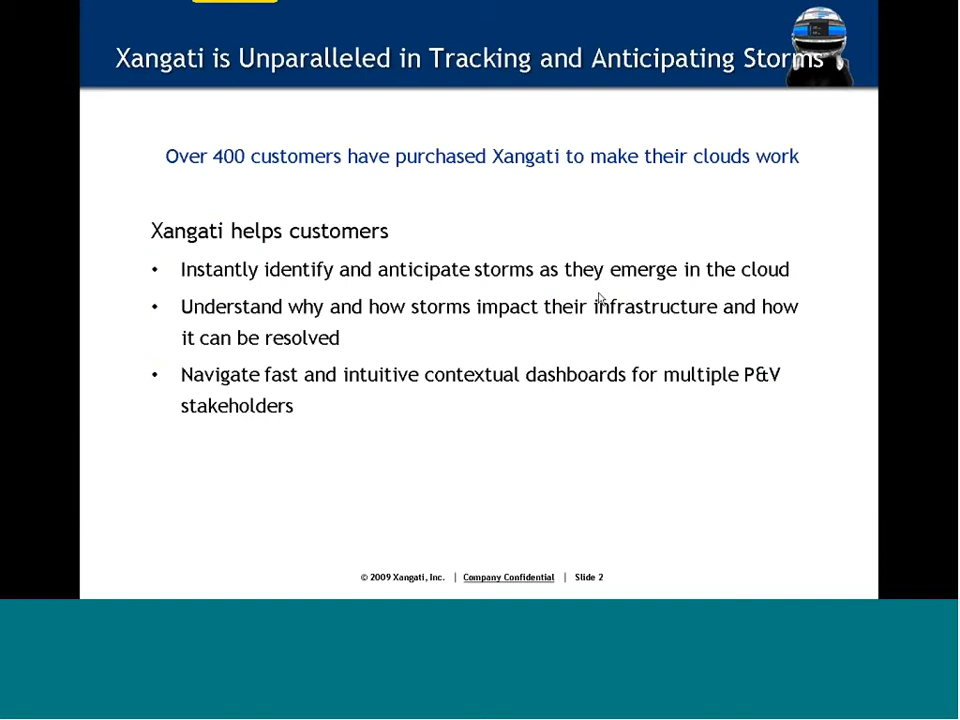 Xangati is Unparalleled in Tracking and Anticipating Storms
Over 400 customers have purchased Xangati to make their clouds work
Xangati helps customers
• Instantly identify and anticipate storms as they emerge in the cloud
• Understand why and how storms impact their infrastructure and how
it can be resolved
• Navigate fast and intuitive contextual dashboards for multiple P&V
stakeholders
© 2009 Xangati, Inc. | Company Confidential | Slide 2